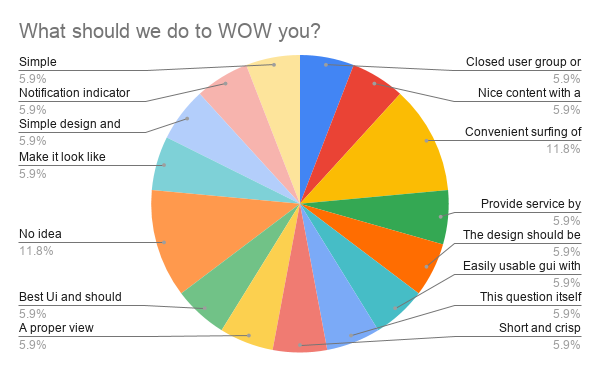 What should we do to WOW you?
Simple
5.9%
Notification indicator
5.9%
Simple design and
5.9%
Make it look like
5.9%
No idea
11.8%
Best Ui and should
5.9%
A proper view
5.9%
Closed user group or
5.9%
Nice content with a
5.9%
Convenient surfing of
11.8%
Provide service by
5.9%
The design should be
5.9%
Easily usable gui with
5.9%
This question itself
5.9%
Short and crisp
5.9%